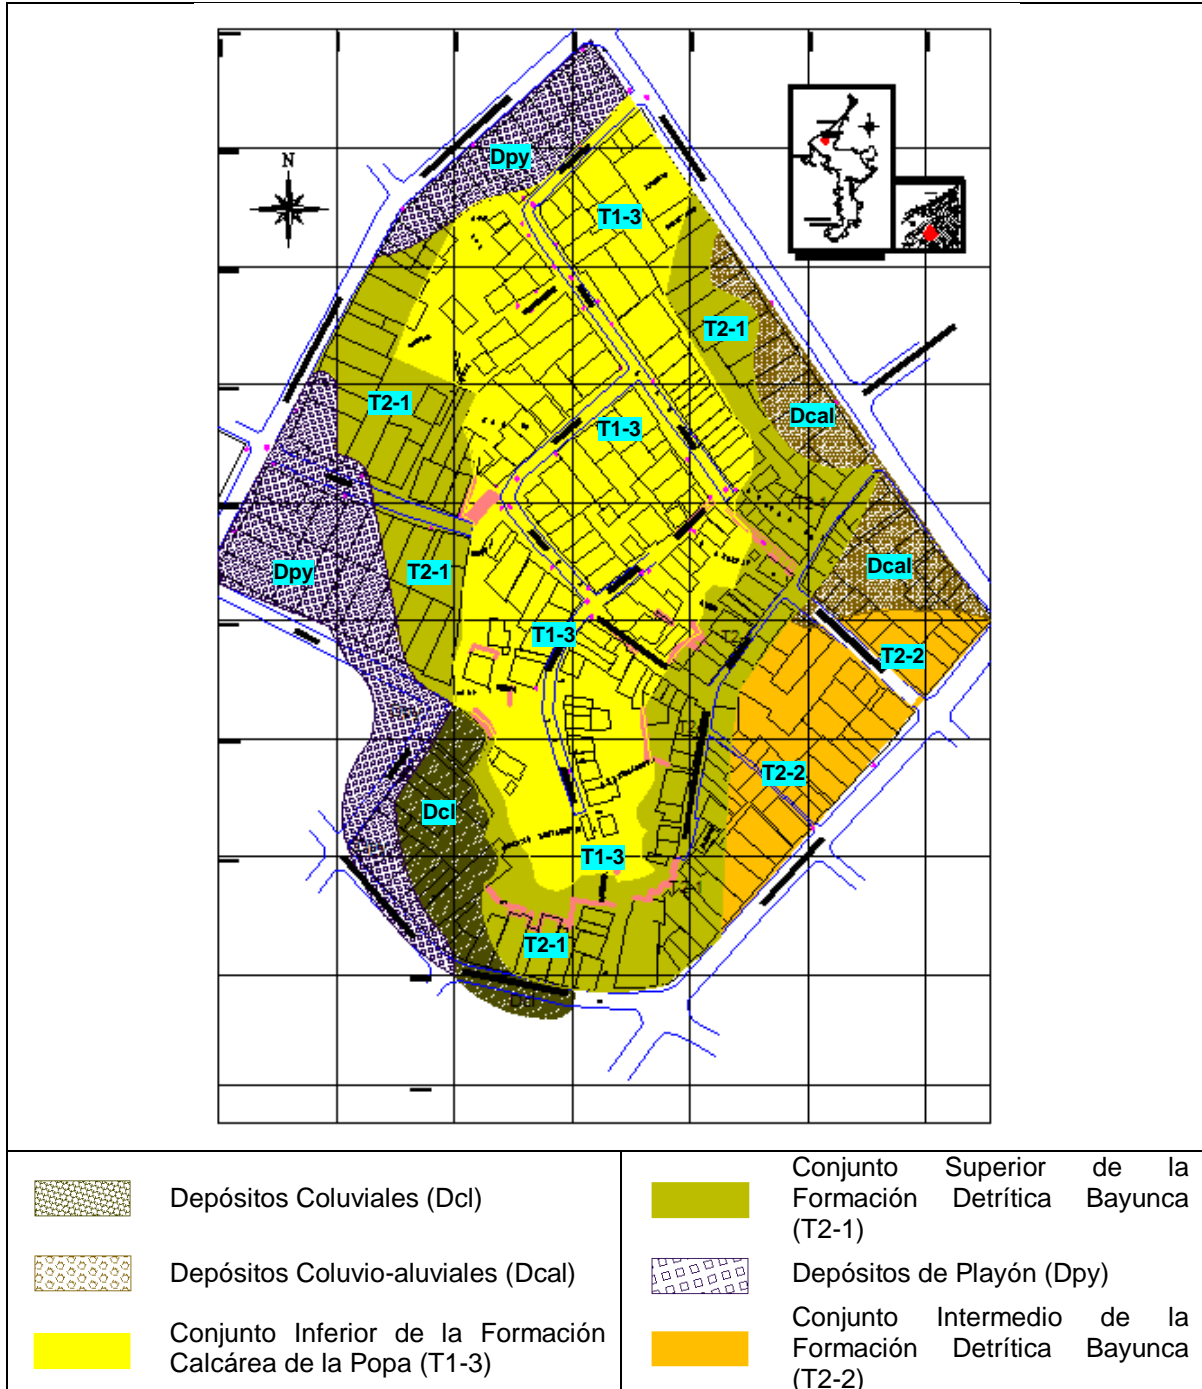 N
Dpy
T1-3
T2-1
T2-1
T1-3
Dcal
Dpy
T2-1
Dcal
T1-3
T2-2
T2-2
Dcl
T1-3
T2-1
Dcl
Depósitos Coluviales (Dcl)
Depósitos Coluvio-aluviales (Dcal)
Conjunto Inferior de la Formación
Calcárea de la Popa (T1-3)
Conjunto Superior de la
Formación Detrítica Bayunca
(T2-1)
Depósitos de Playón (Dpy)
Conjunto Intermedio de la
Formación Detrítica Bayunca
(T2-2)